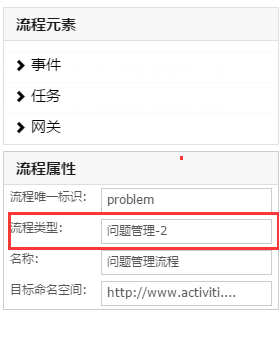 流程元素
事件
任务
网关
流程属性
流程唯一标识: problem
流程类型: 问题管理-2
名称: 问题管理流程
目标命名空间: http://www.activiti....